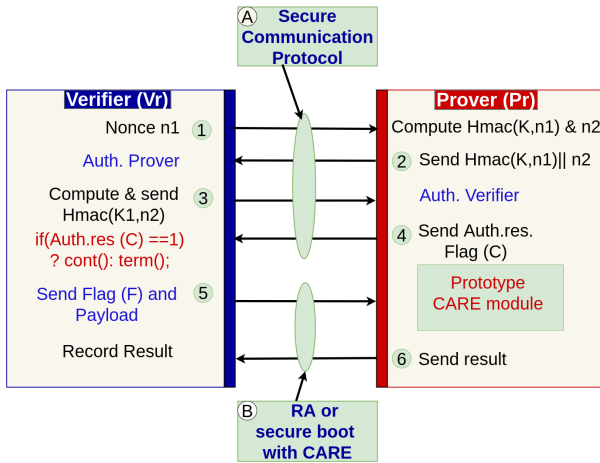 A Secure
Communication
Protocol
Verifier (Vr)
Prover (Pr)
Nonce n1 1
Compute Hmac(K,n1) & n2
Auth. Prover
2 Send Hmac(K,n1)|| n2
Compute & send 3
Hmac(K1,n2)
Auth. Verifier
if(Auth.res (C) ==1)
? cont(): term();
4 Send Auth.res.
Flag (C)
Send Flag (F) and 5
Payload
Prototype
CARE module
Record Result
6 Send result
B RA or
secure boot
with CARE